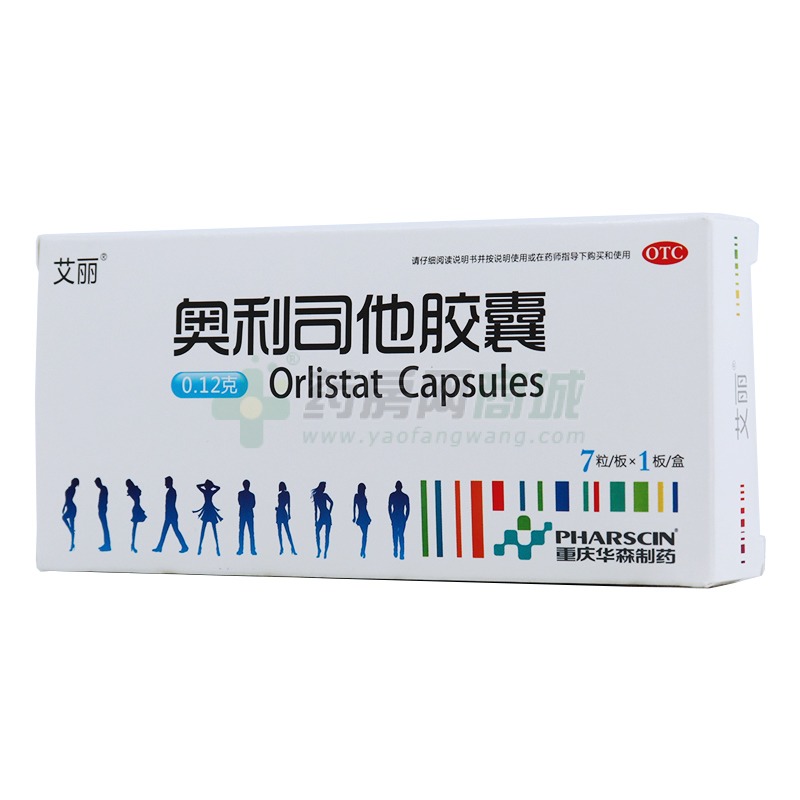 艾丽®
请仔细阅读说明书并按说明使用或在药师指导下购买和使用
OTC
奥利司他胶囊
0.12克
Orlistat Capsules
药房网商城®
www.yaofangwang.com
7粒/板×1板/盒
PHARSCIN®
重庆华森制药
艾丽®